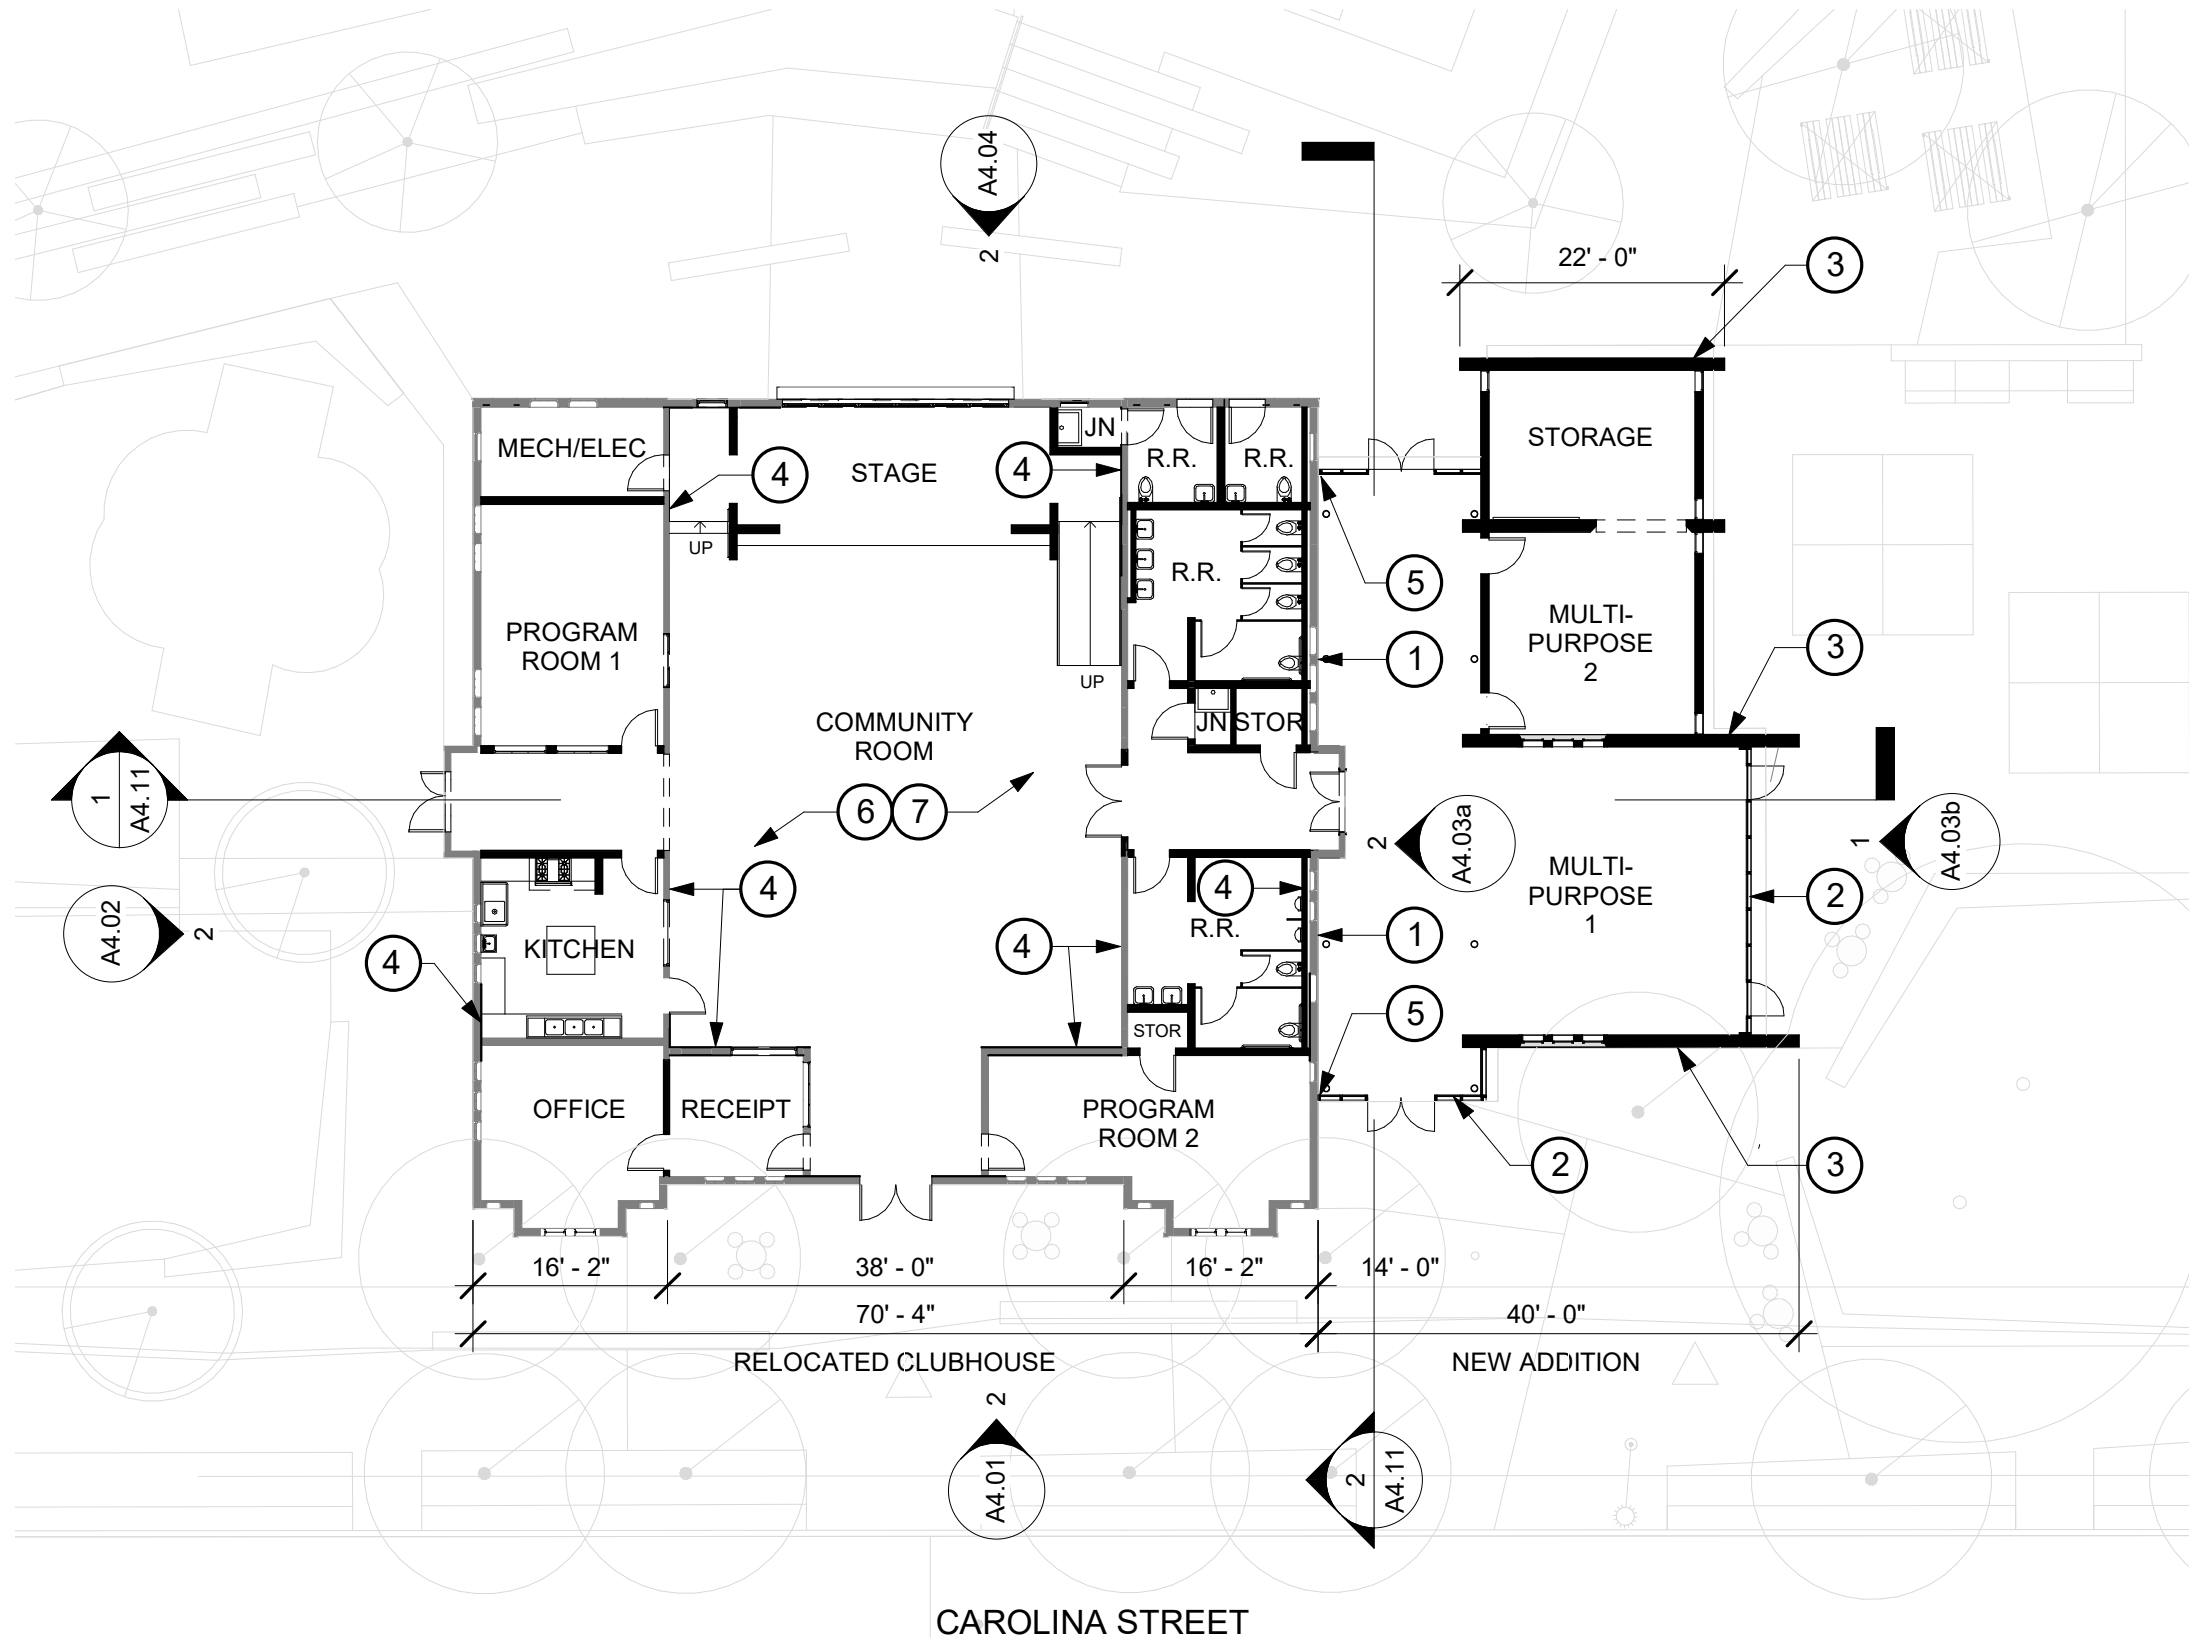 A4.04
2
22' - 0"
3
MECH/ELEC
4
STAGE
4
JN
R.R.
R.R.
STORAGE
UP
R.R.
5
PROGRAM
ROOM 1
MULTI-
PURPOSE
2
1
3
UP
COMMUNITY
ROOM
JN
STOR
1
A4.11
6
7
2
A4.03a
1
A4.03b
4
4
MULTI-
PURPOSE
1
2
A4.02
2
4
KITCHEN
4
R.R.
1
5
STOR
OFFICE
RECEIPT
PROGRAM
ROOM 2
2
3
16' - 2"
38' - 0"
16' - 2"
14' - 0"
70' - 4"
40' - 0"
RELOCATED CLUBHOUSE
NEW ADDITION
2
A4.01
2
A4.11
CAROLINA STREET